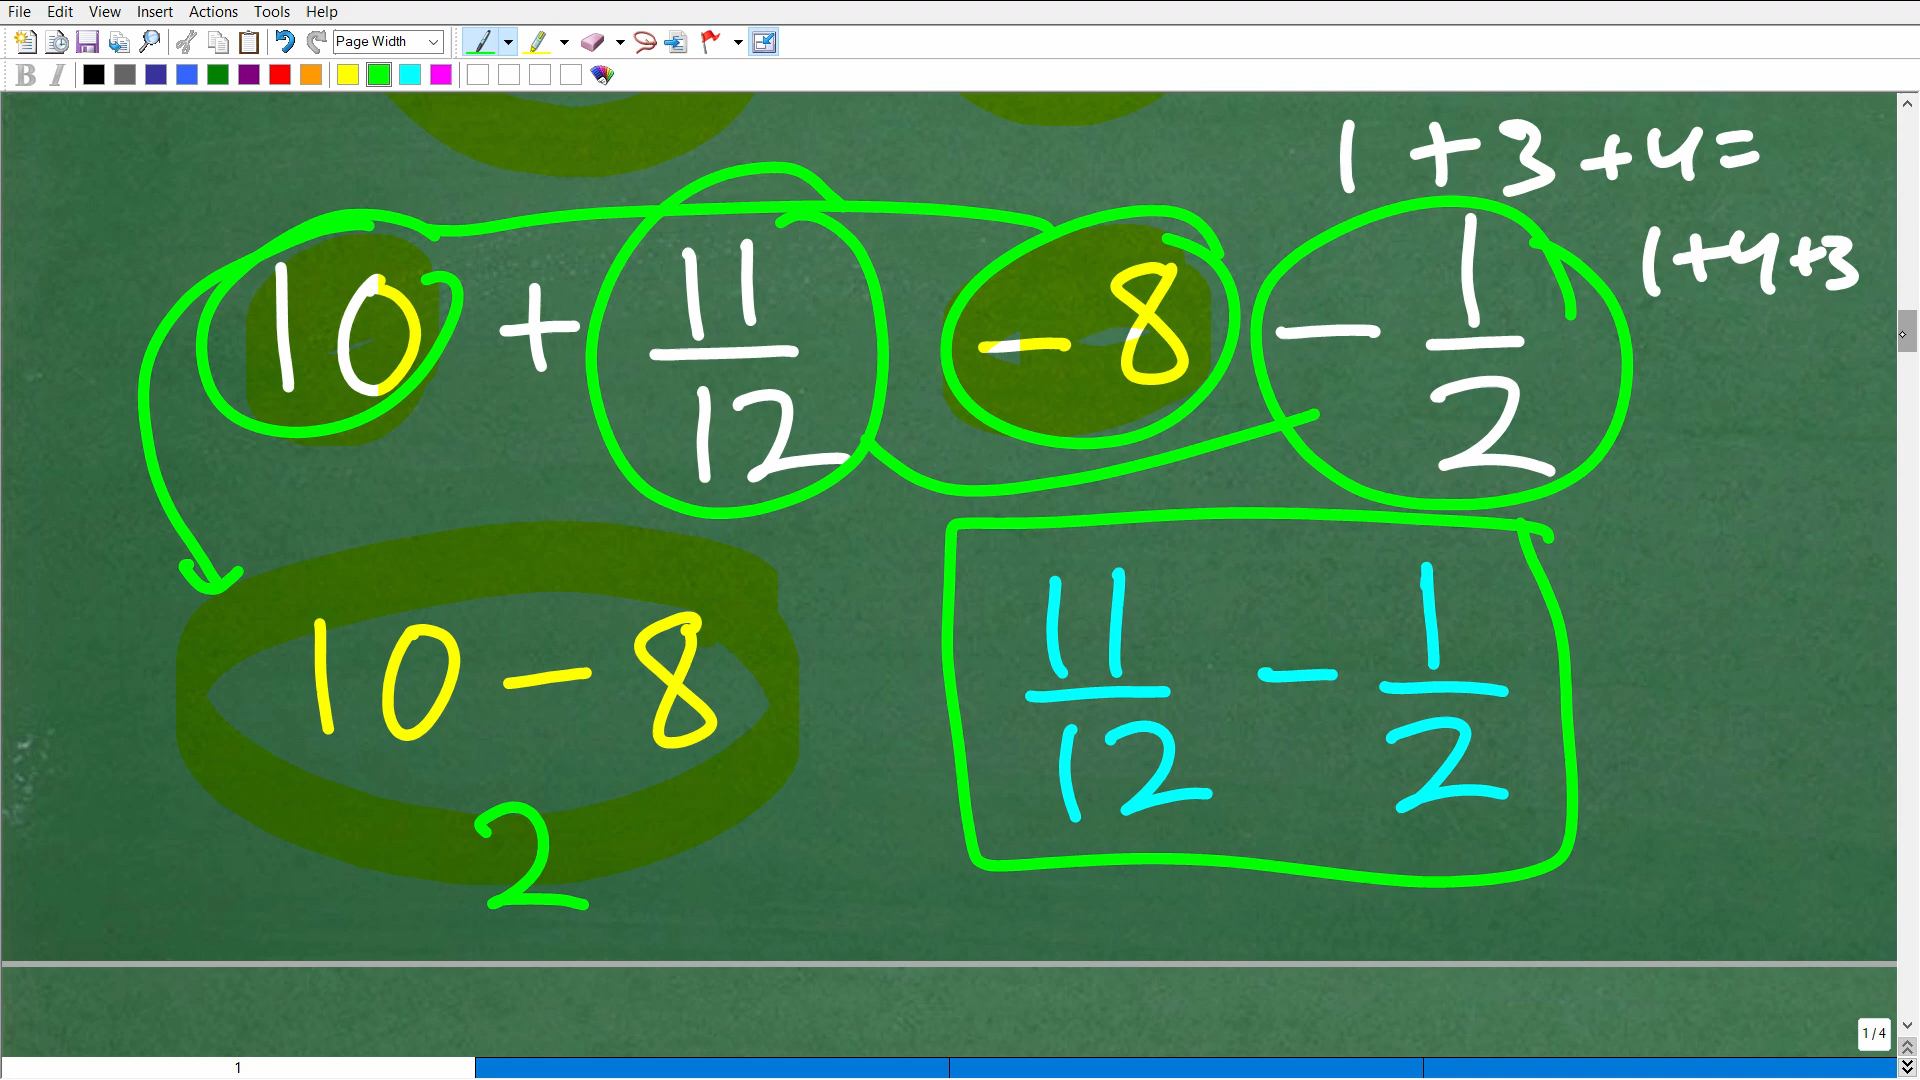 File Edit View Insert Actions Tools Help
Page Width
B I
1 + 3 + 4 =
1 + 4 + 3
10 + 11/12 - 8 - 1/2
10 - 8
11/12 - 1/2
2
1 / 4
1